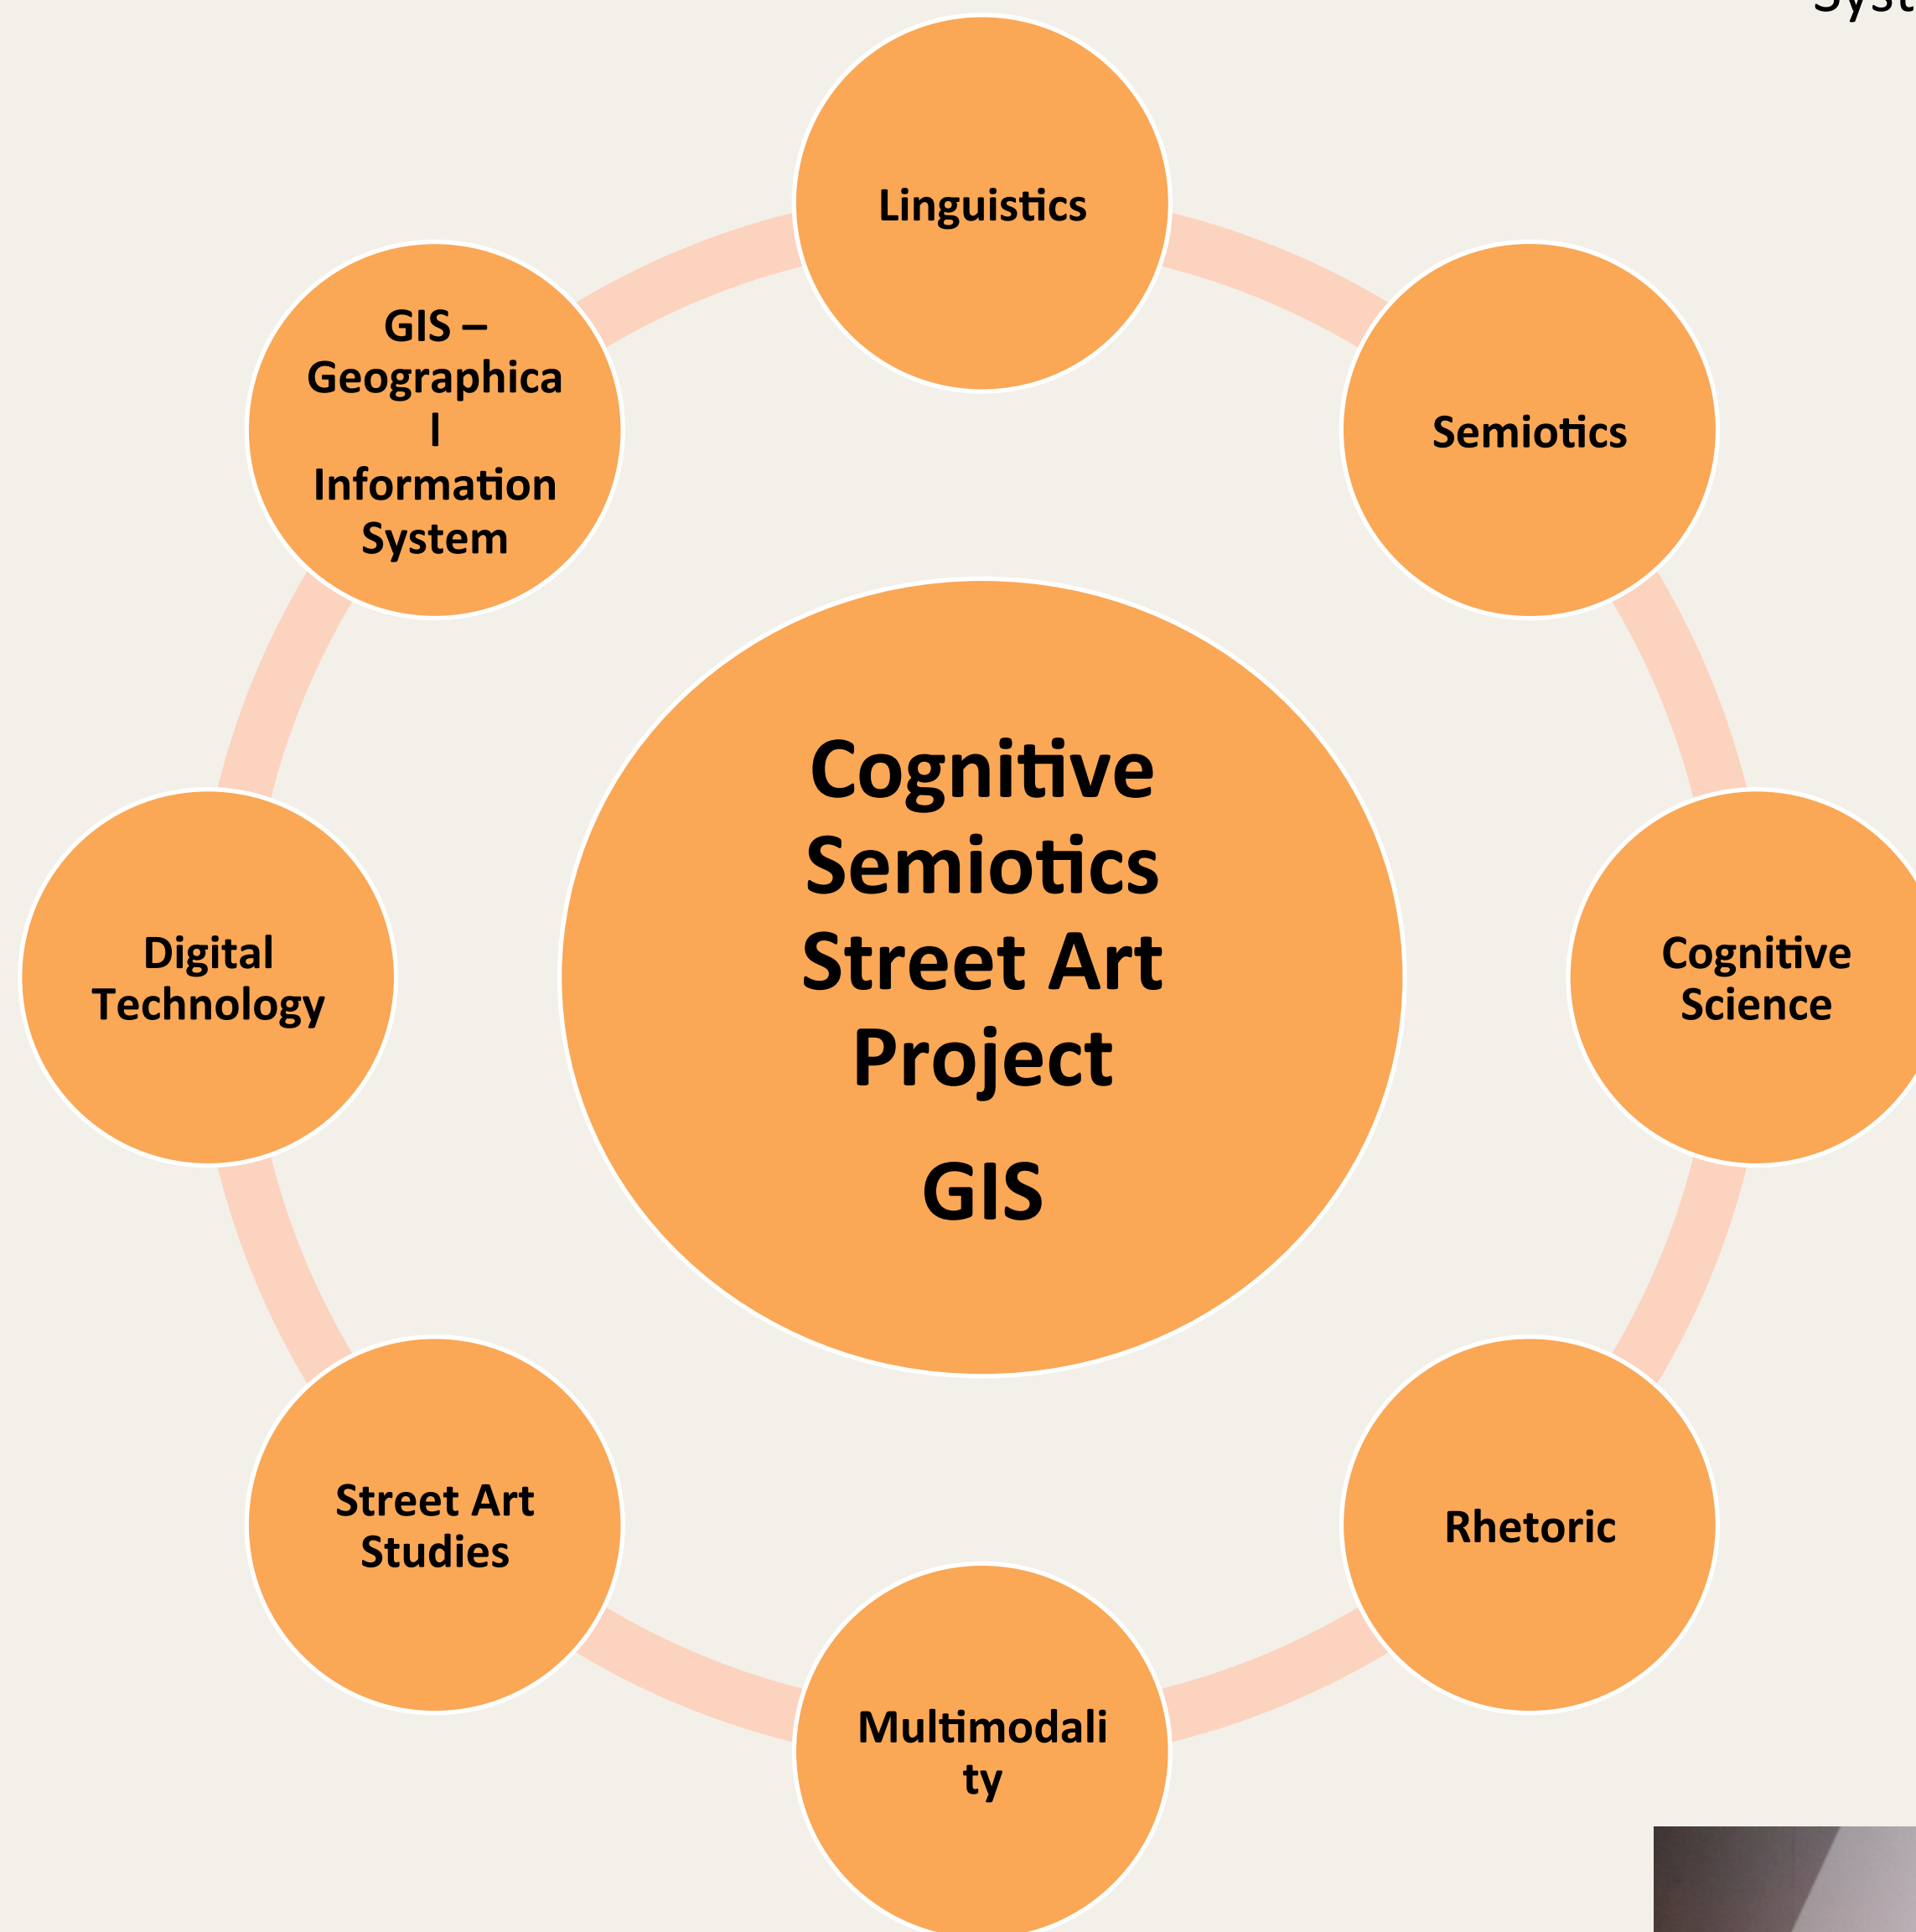 Linguistics
Semiotics
Cognitive
Science
Rhetoric
Multimodali
ty
Street Art
Studies
Digital
Technology
GIS –
Geographica
l
Information
System
Cognitive
Semiotics
Street Art
Project
GIS